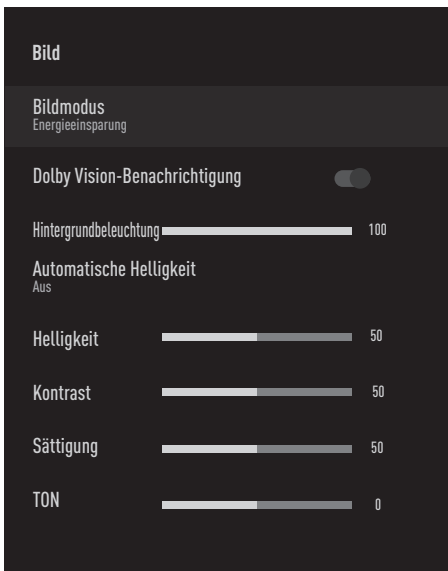 Bild
Bildmodus
Energieeinsparung
Dolby Vision-Benachrichtigung
Hintergrundbeleuchtung 100
Automatische Helligkeit
Aus
Helligkeit 50
Kontrast 50
Sättigung 50
TON 0